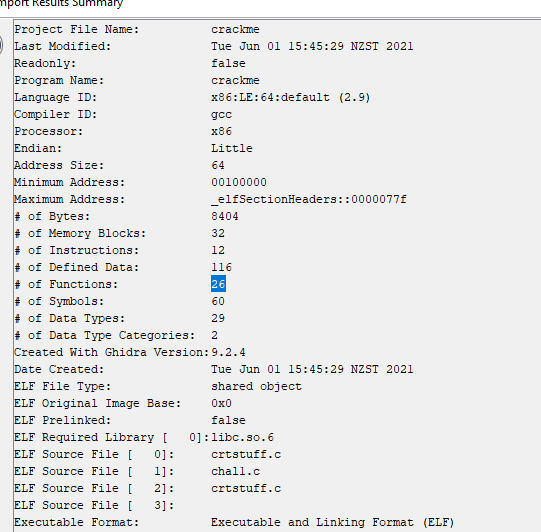 Import Results Summary
Project File Name: crackme
Last Modified: Tue Jun 01 15:45:29 NZST 2021
Readonly: false
Program Name: crackme
Language ID: x86:LE:64:default (2.9)
Compiler ID: gcc
Processor: x86
Endian: Little
Address Size: 64
Minimum Address: 00100000
Maximum Address: _elfSectionHeaders::0000077f
# of Bytes: 8404
# of Memory Blocks: 32
# of Instructions: 12
# of Defined Data: 116
# of Functions: 26
# of Symbols: 60
# of Data Types: 29
# of Data Type Categories: 2
Created With Ghidra Version: 9.2.4
Date Created: Tue Jun 01 15:45:29 NZST 2021
ELF File Type: shared object
ELF Original Image Base: 0x0
ELF Prelinked: false
ELF Required Library [ 0]: libc.so.6
ELF Source File [ 0]: crtstuff.c
ELF Source File [ 1]: chall.c
ELF Source File [ 2]: crtstuff.c
ELF Source File [ 3]:
Executable Format: Executable and Linking Format (ELF)